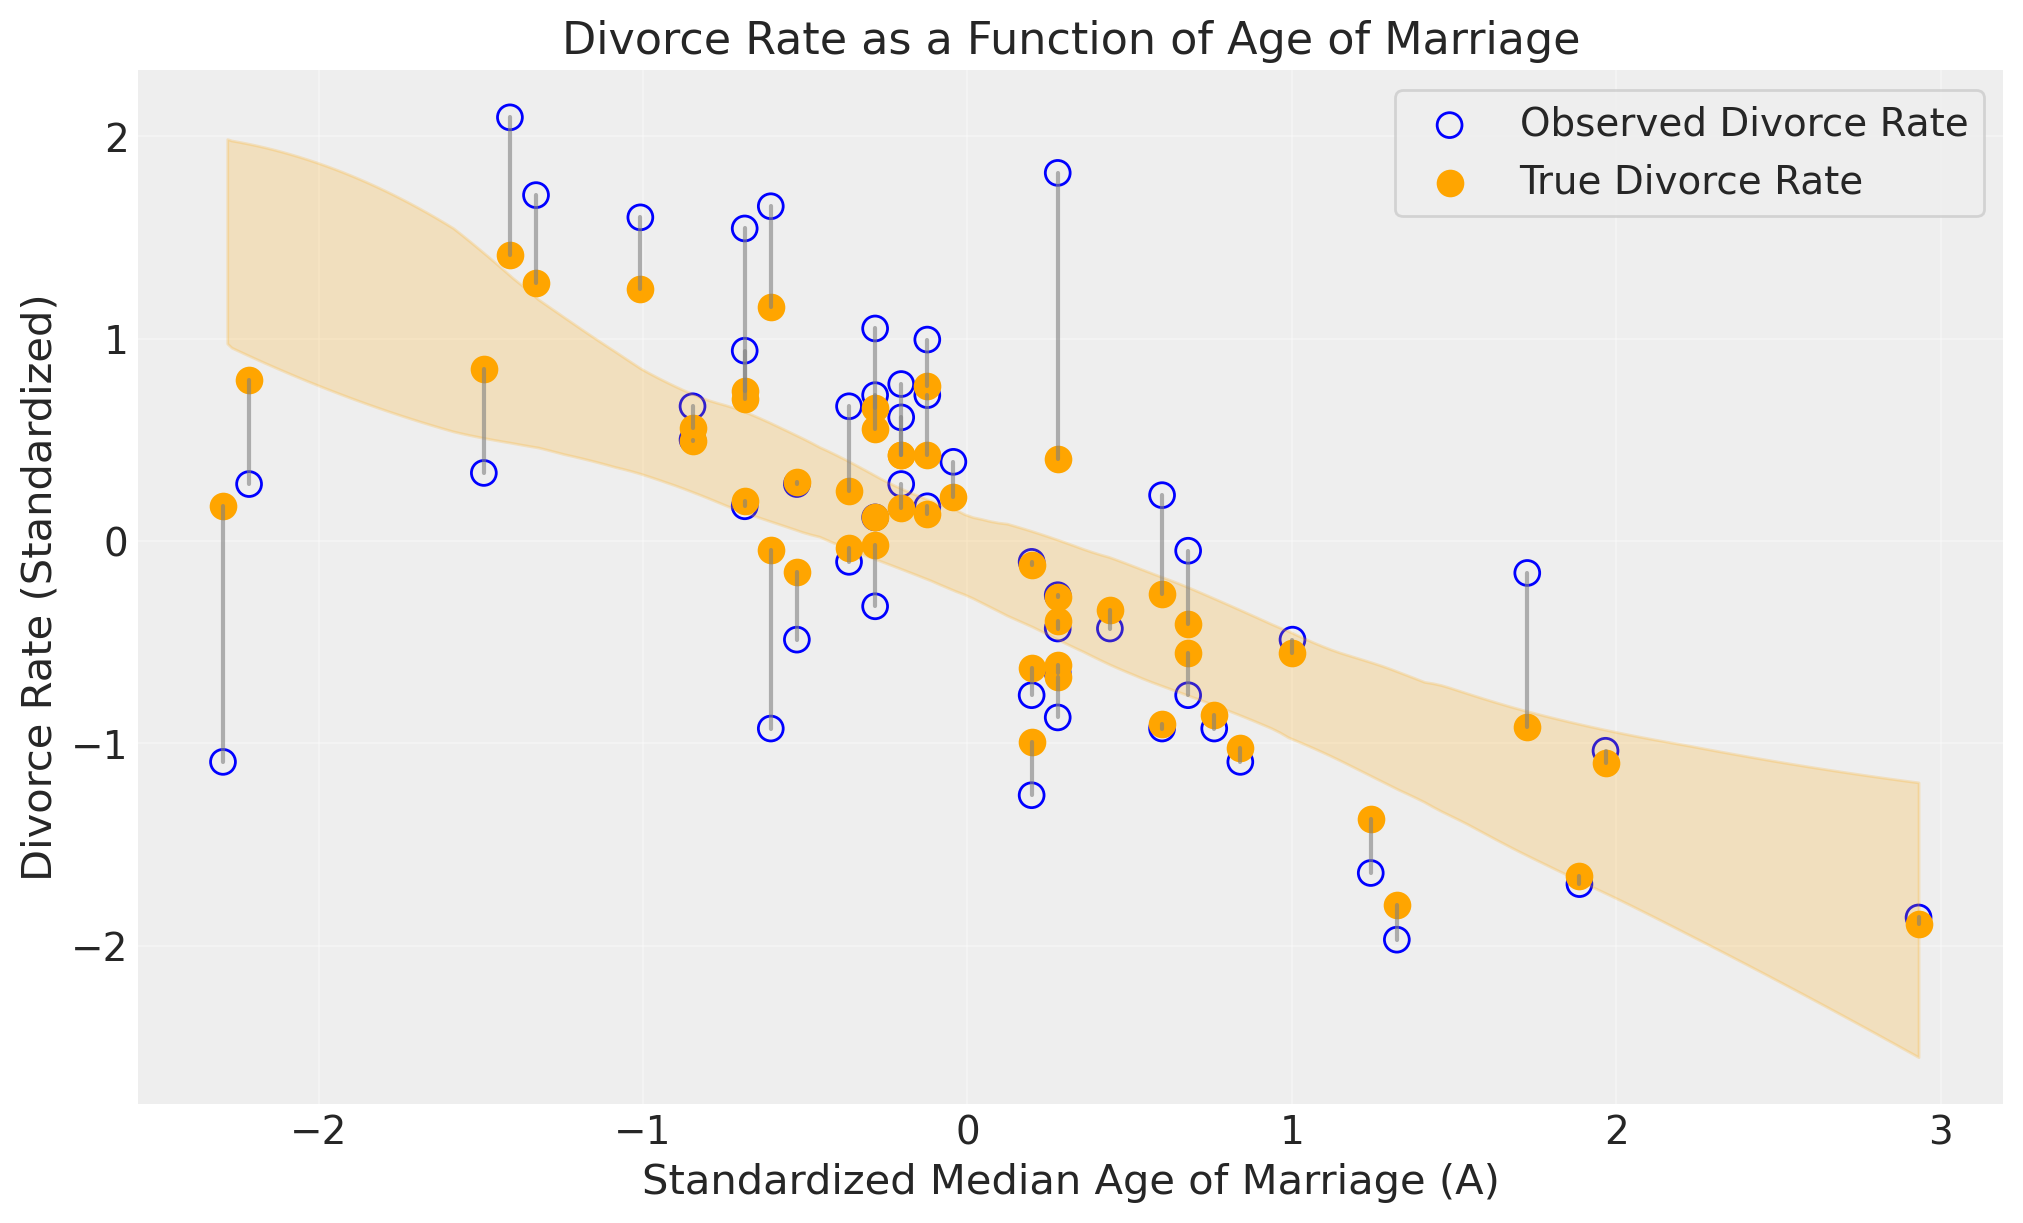 Divorce Rate as a Function of Age of Marriage
Observed Divorce Rate
True Divorce Rate
Divorce Rate (Standardized)
2
1
0
−1
−2
−2
−1
0
1
2
3
Standardized Median Age of Marriage (A)